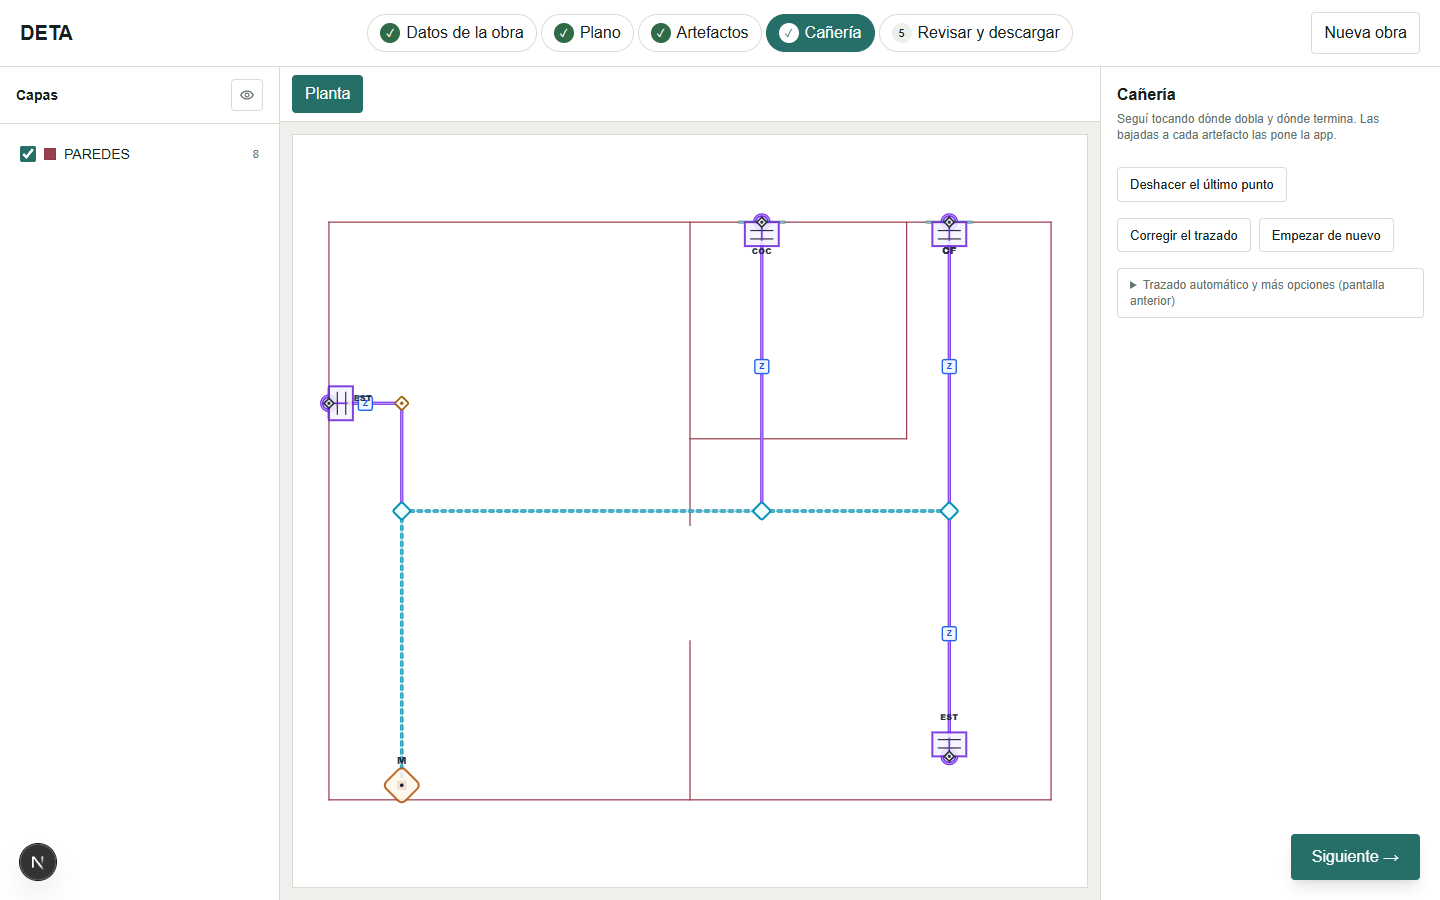 DETA
Datos de la obra
Plano
Artefactos
Cañería
5 Revisar y descargar
Nueva obra
Capas
PAREDES 8
Planta
COC
CF
Z
Z
EST
Z
Z
EST
M
Cañería
Seguí tocando dónde dobla y dónde termina. Las
bajadas a cada artefacto las pone la app.
Deshacer el último punto
Corregir el trazado
Empezar de nuevo
Trazado automático y más opciones (pantalla
anterior)
N
Siguiente →